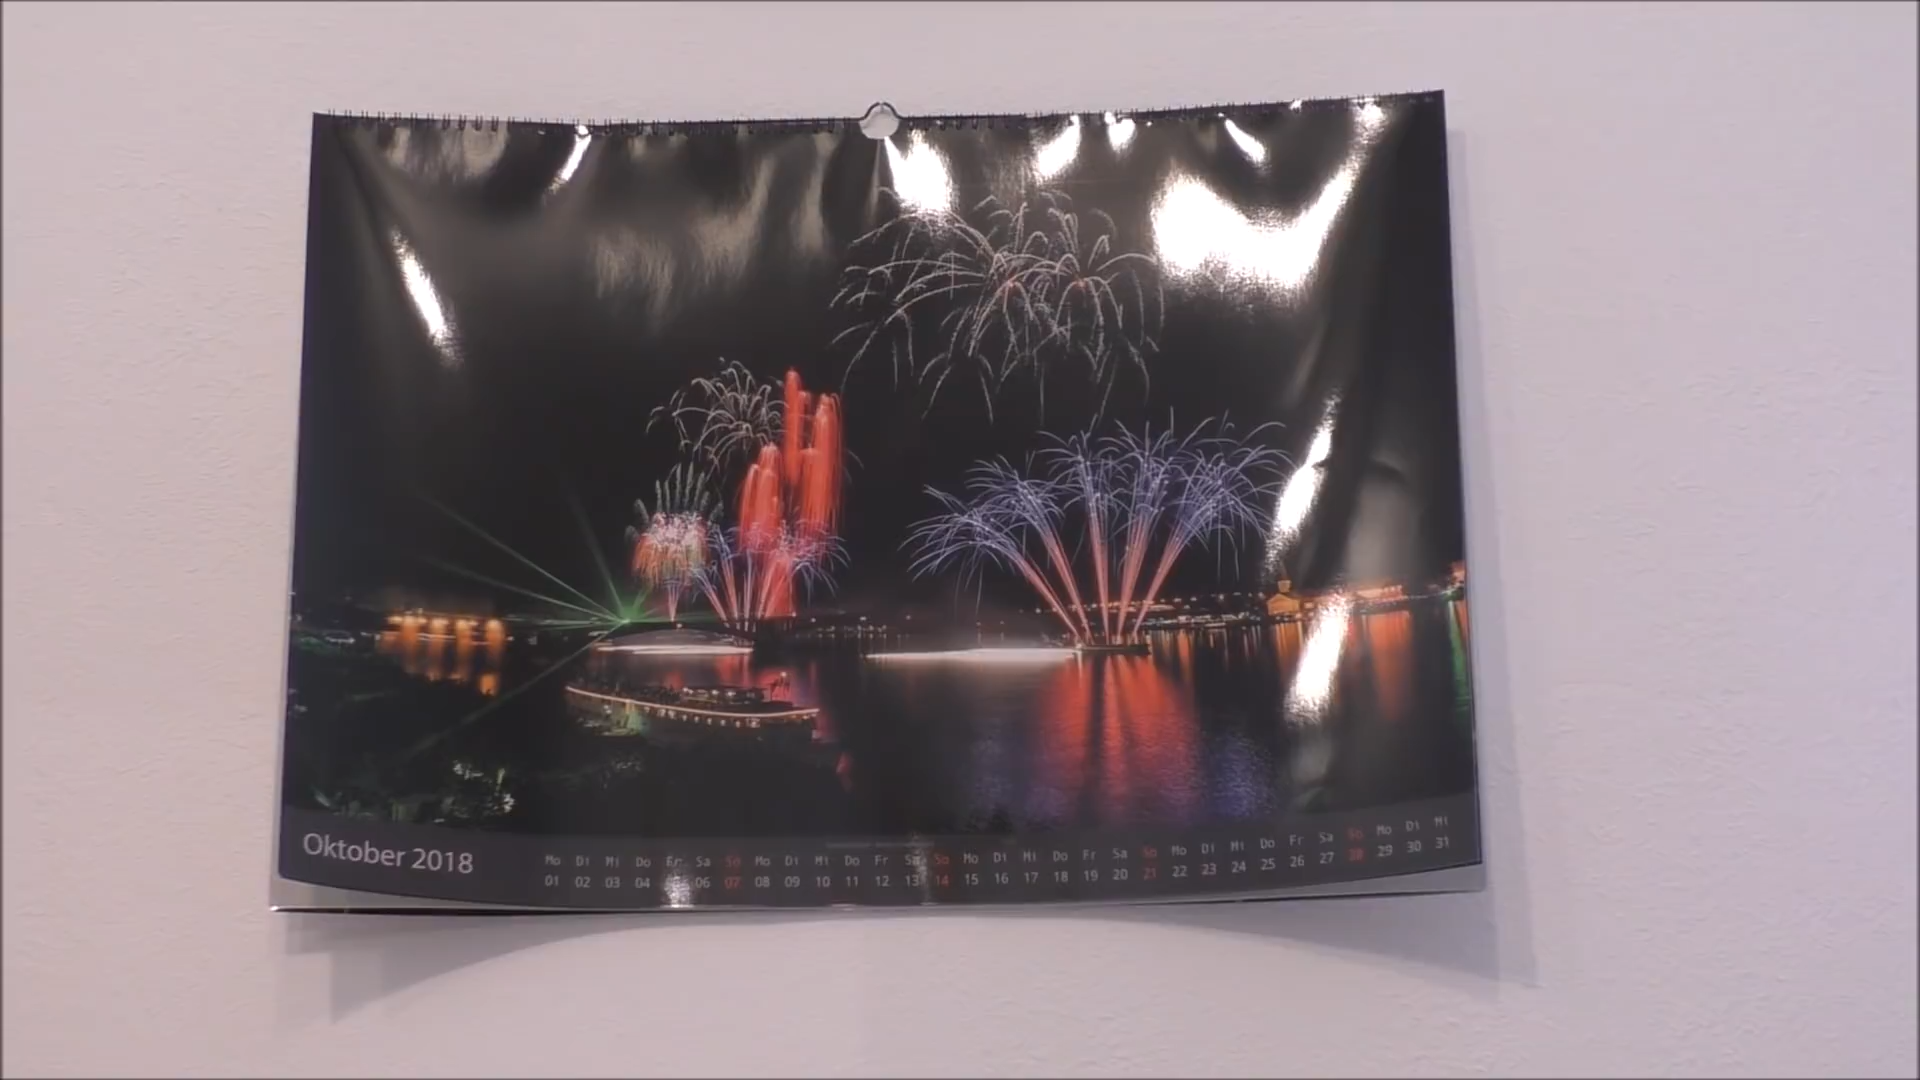 Oktober 2018
Mo Di Mi Do Fr Sa So Mo Di Mi Do Fr Sa So Mo Di Mi Do Fr Sa So Mo Di Mi Do Fr Sa So Mo Di Mi
01 02 03 04 05 06 07 08 09 10 11 12 13 14 15 16 17 18 19 20 21 22 23 24 25 26 27 28 29 30 31